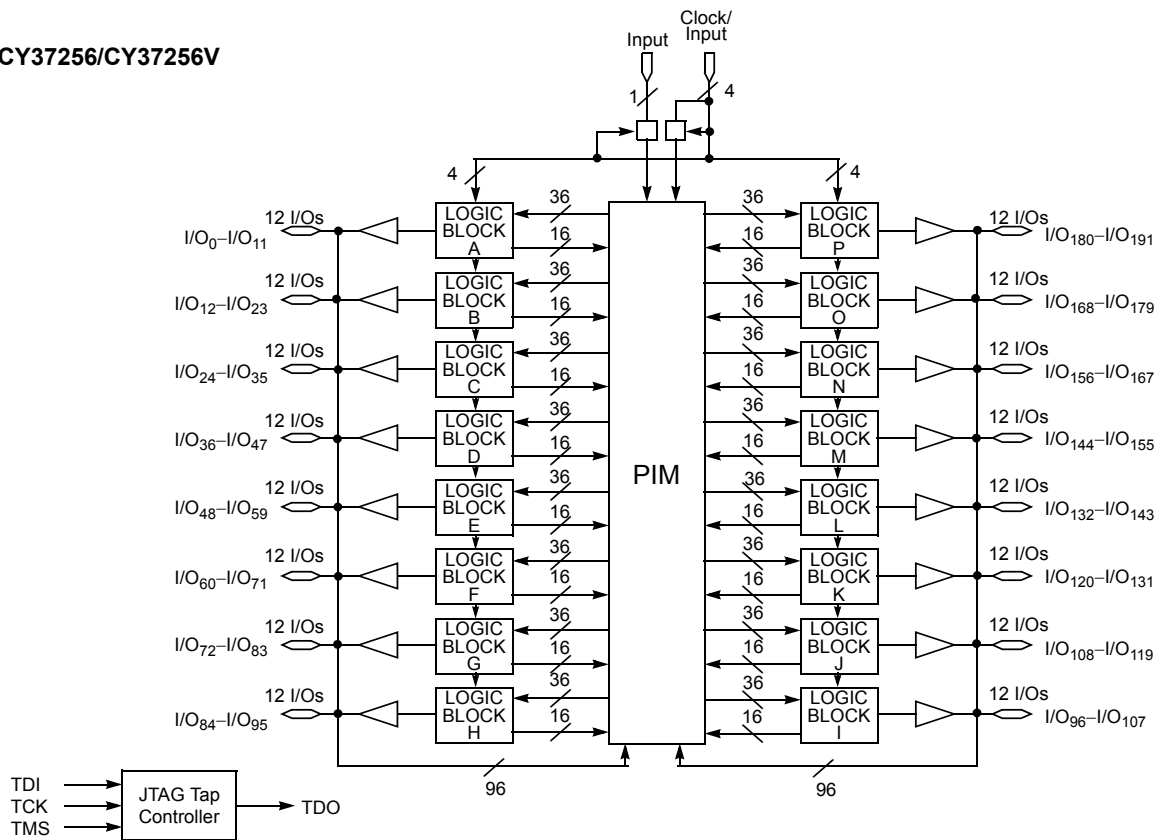 CY37256/CY37256V
Input
Clock/
Input
1
4
4
4
12 I/Os
I/O0–I/O11
LOGIC
BLOCK
A
36
16
36
16
LOGIC
BLOCK
P
12 I/Os
I/O180–I/O191
12 I/Os
I/O12–I/O23
LOGIC
BLOCK
B
36
16
36
16
LOGIC
BLOCK
O
12 I/Os
I/O168–I/O179
12 I/Os
I/O24–I/O35
LOGIC
BLOCK
C
36
16
36
16
LOGIC
BLOCK
N
12 I/Os
I/O156–I/O167
12 I/Os
I/O36–I/O47
LOGIC
BLOCK
D
36
16
PIM
36
16
LOGIC
BLOCK
M
12 I/Os
I/O144–I/O155
12 I/Os
I/O48–I/O59
LOGIC
BLOCK
E
36
16
36
16
LOGIC
BLOCK
L
12 I/Os
I/O132–I/O143
12 I/Os
I/O60–I/O71
LOGIC
BLOCK
F
36
16
36
16
LOGIC
BLOCK
K
12 I/Os
I/O120–I/O131
12 I/Os
I/O72–I/O83
LOGIC
BLOCK
G
36
16
36
16
LOGIC
BLOCK
J
12 I/Os
I/O108–I/O119
12 I/Os
I/O84–I/O95
LOGIC
BLOCK
H
36
16
36
16
LOGIC
BLOCK
I
12 I/Os
I/O96–I/O107
96
96
TDI
TCK
TMS
JTAG Tap
Controller
TDO